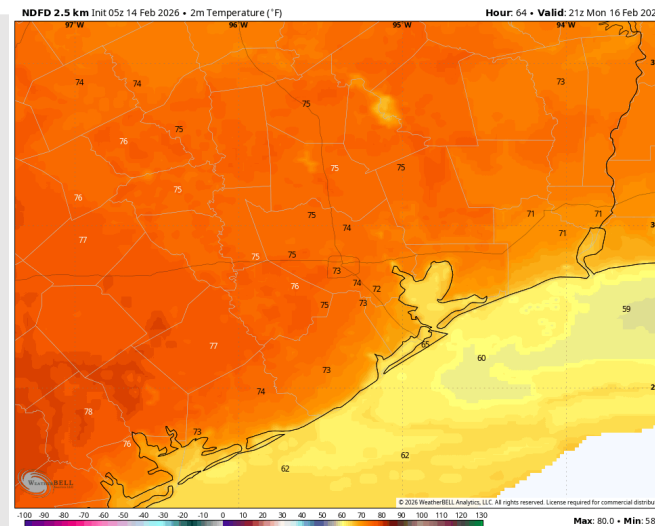 NDFD 2.5 km Init 05z 14 Feb 2026 • 2m Temperature (°F)
Hour: 64 • Valid: 21z Mon 16 Feb 202
97°W 96°W 95°W 94°W
74 74 75 73
75
76
75 75
75
76
75 71 71
74 71
77
75 75
73
76 74 72
75 73
59
77 65
60
73
74
78
73
76
62
62
WeatherBELL
© 2026 WeatherBELL Analytics, LLC. All rights reserved. License required for commercial distribu
-100 -90 -80 -70 -60 -50 -40 -30 -20 -10 0 10 20 30 40 50 60 70 80 90 100 110 120 130
Max: 80.0 • Min: 58